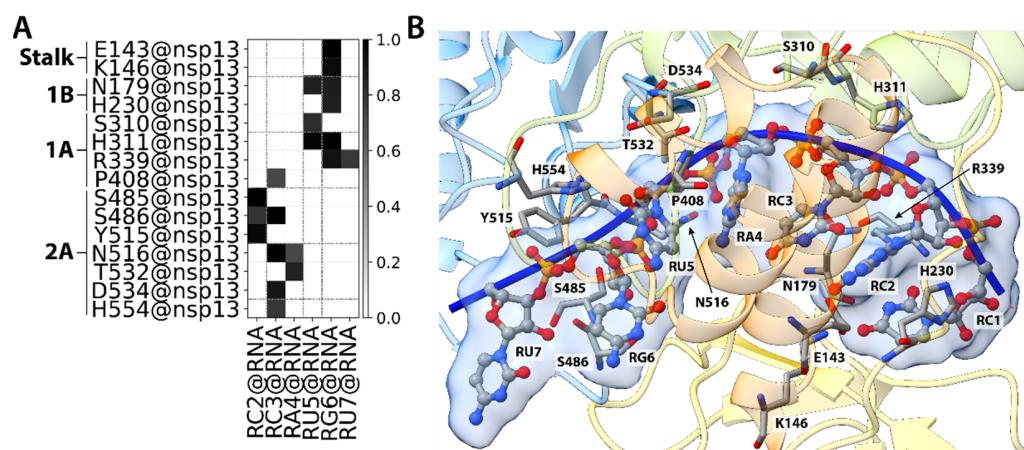 A
Stalk
1B
1A
2A
E143@nsp13
K146@nsp13
N179@nsp13
H230@nsp13
S310@nsp13
H311@nsp13
R339@nsp13
P408@nsp13
S485@nsp13
S486@nsp13
Y515@nsp13
N516@nsp13
T532@nsp13
D534@nsp13
H554@nsp13
RC2@RNA
RC3@RNA
RA4@RNA
RU5@RNA
RG6@RNA
RU7@RNA
1.0
0.8
0.6
0.4
0.2
0.0
B
S310
D534
H311
T532
R339
H554
P408
RC3
Y515
RA4
RU5
H230
S485
N179
RC2
N516
RC1
RU7
S486
RG6
E143
K146